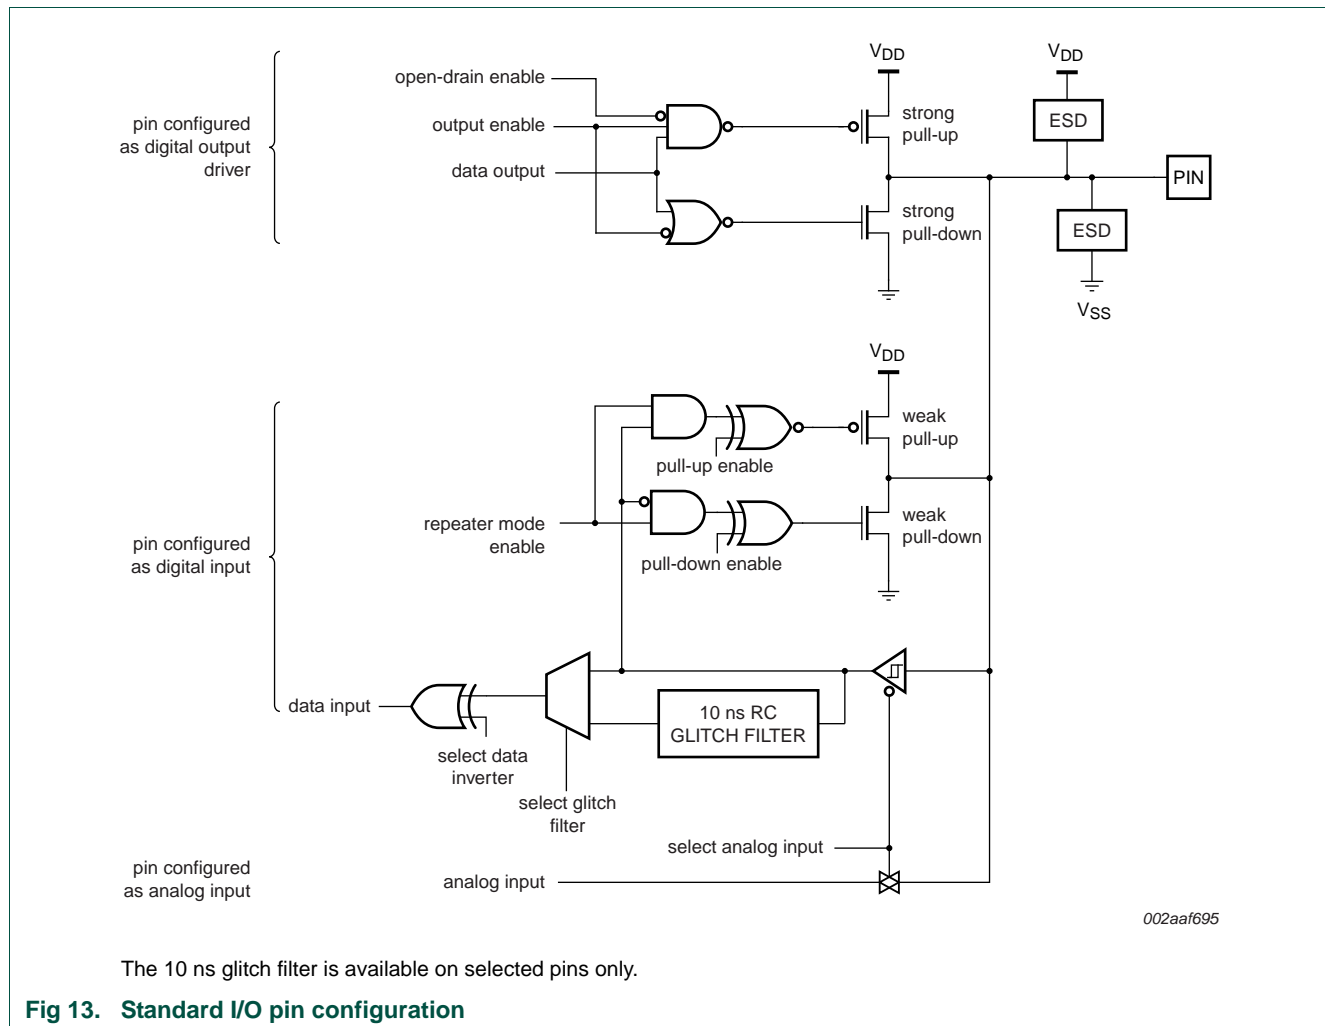 V_DD
V_DD
open-drain enable
pin configured
as digital output
driver
output enable
strong
pull-up
ESD
data output
PIN
strong
pull-down
ESD
V_SS
V_DD
weak
pull-up
pull-up enable
repeater mode
enable
weak
pull-down
pin configured
as digital input
pull-down enable
data input
10 ns RC
GLITCH FILTER
select data
inverter
select glitch
filter
select analog input
pin configured
as analog input
analog input
002aaf695
The 10 ns glitch filter is available on selected pins only.
Fig 13. Standard I/O pin configuration